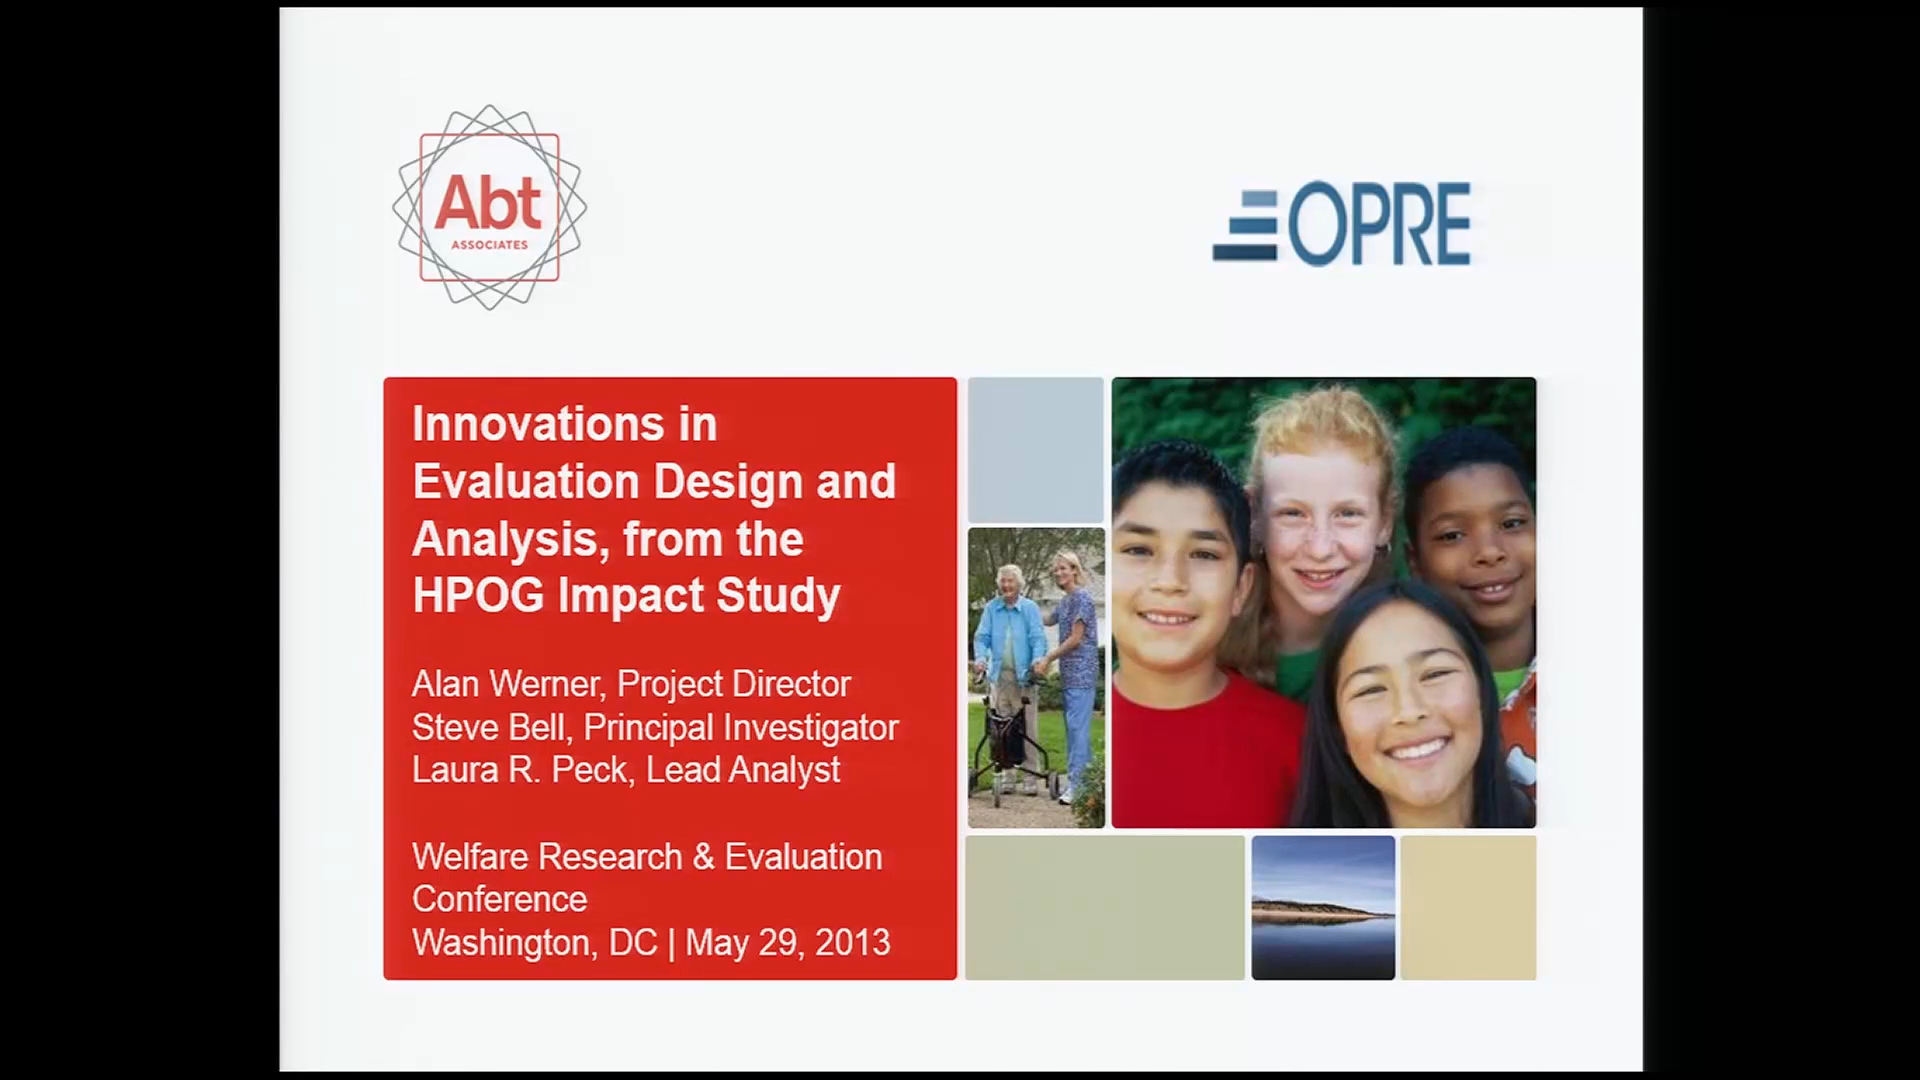 Abt
ASSOCIATES
OPRE
Innovations in
Evaluation Design and
Analysis, from the
HPOG Impact Study
Alan Werner, Project Director
Steve Bell, Principal Investigator
Laura R. Peck, Lead Analyst
Welfare Research & Evaluation
Conference
Washington, DC | May 29, 2013